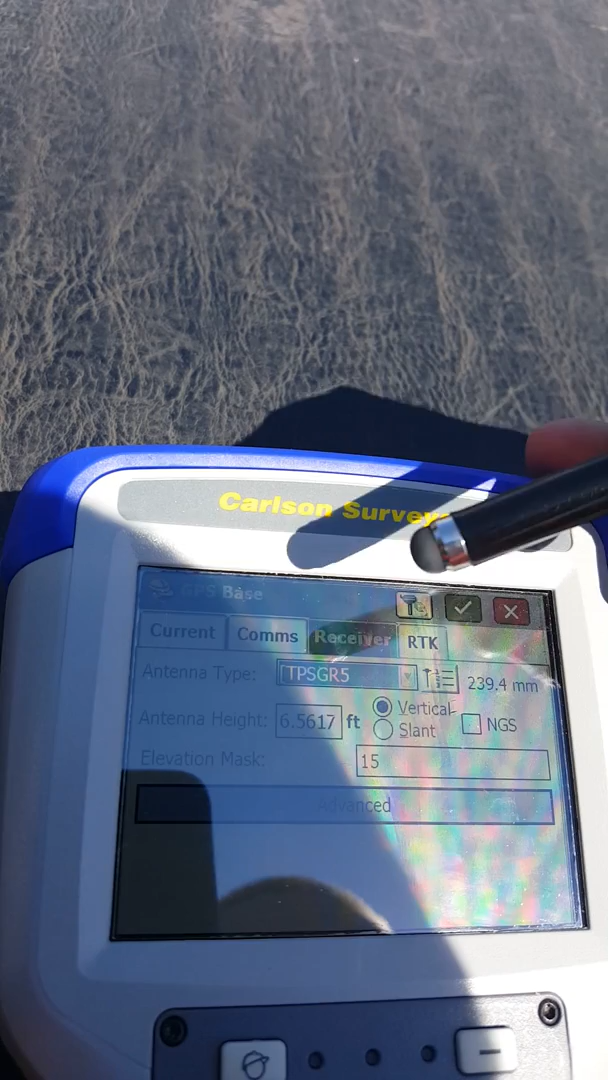 Carlson Surveyo
GPS Base
Current Comms Receiver RTK
Antenna Type: [TPSGR5 239.4 mm
Antenna Height: 6.5617 ft Vertical Slant NGS
Elevation Mask: 15
Advanced